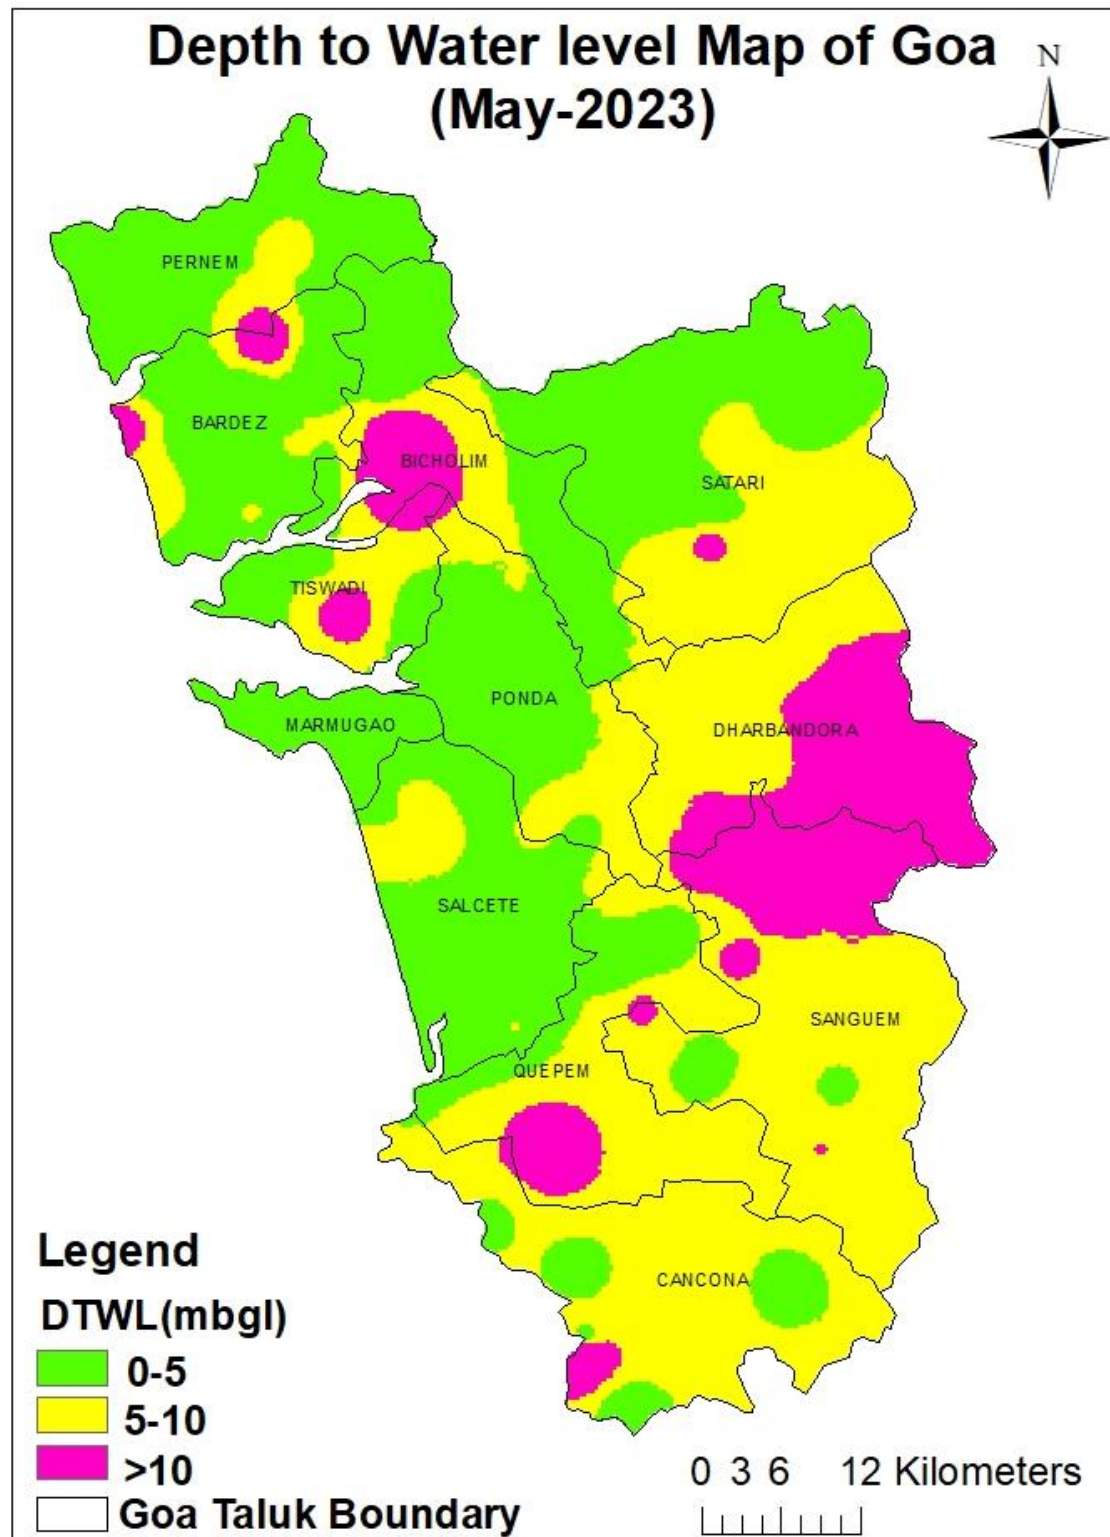 Depth to Water level Map of Goa
(May-2023)
N
PERNEM
BARDEZ
BICHOLIM
SATARI
TISWADI
PONDA
MARMUGAO
DHARBANDORA
SALCETE
SANGUEM
QUEPEM
CANCONA
Legend
DTWL(mbgl)
0-5
5-10
>10
Goa Taluk Boundary
0 3 6 12 Kilometers